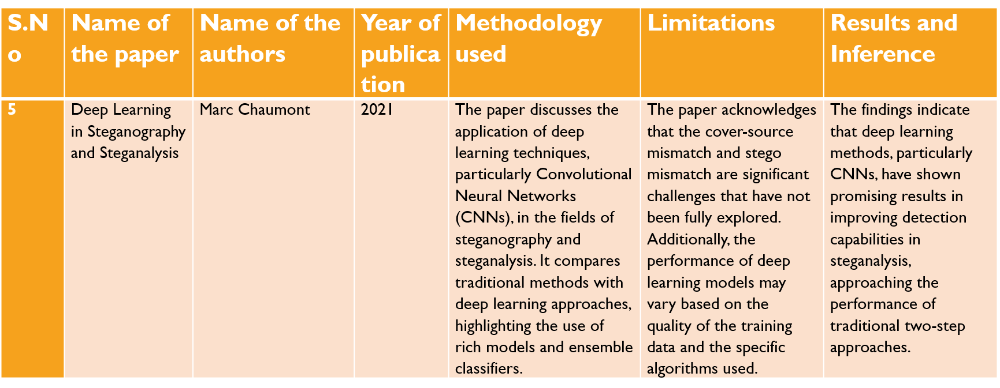 S.N
o
Name of
the paper
Name of the
authors
Year of
publica
tion
Methodology
used
Limitations
Results and
Inference
5
Deep Learning
in Steganography
and Steganalysis
Marc Chaumont
2021
The paper discusses the
application of deep
learning techniques,
particularly Convolutional
Neural Networks
(CNNs), in the fields of
steganography and
steganalysis. It compares
traditional methods with
deep learning approaches,
highlighting the use of
rich models and ensemble
classifiers.
The paper acknowledges
that the cover-source
mismatch and stego
mismatch are significant
challenges that have not
been fully explored.
Additionally, the
performance of deep
learning models may
vary based on the
quality of the training
data and the specific
algorithms used.
The findings indicate
that deep learning
methods, particularly
CNNs, have shown
promising results in
improving detection
capabilities in
steganalysis,
approaching the
performance of
traditional two-step
approaches.